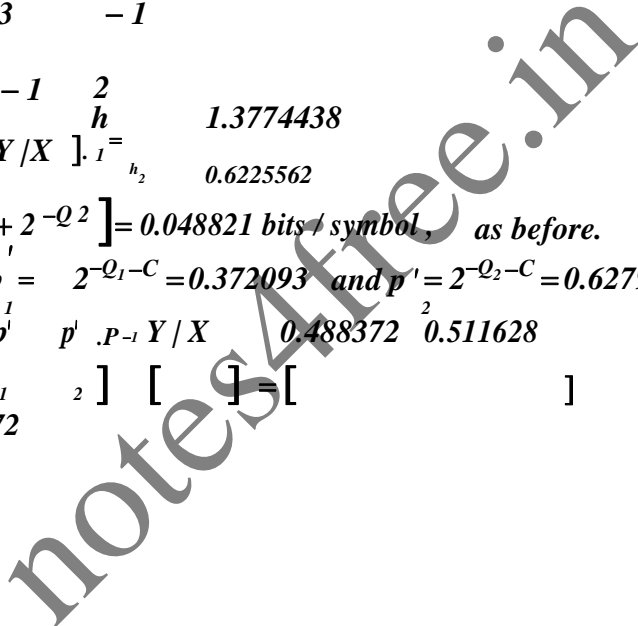 3 – 1
– 1 2
h 1.3774438
Y /X ]. 1 =
h2 0.6225562
+ 2 –Q 2 ] = 0.048821 bits / symbol , as before.
' = 2–Q1–C = 0.372093 and p ' = 2–Q2–C = 0.627
1 2
p' p' .P –1 Y / X 0.488372 0.511628
1 2 ] [ ] = [ ]
72
notes4free.in